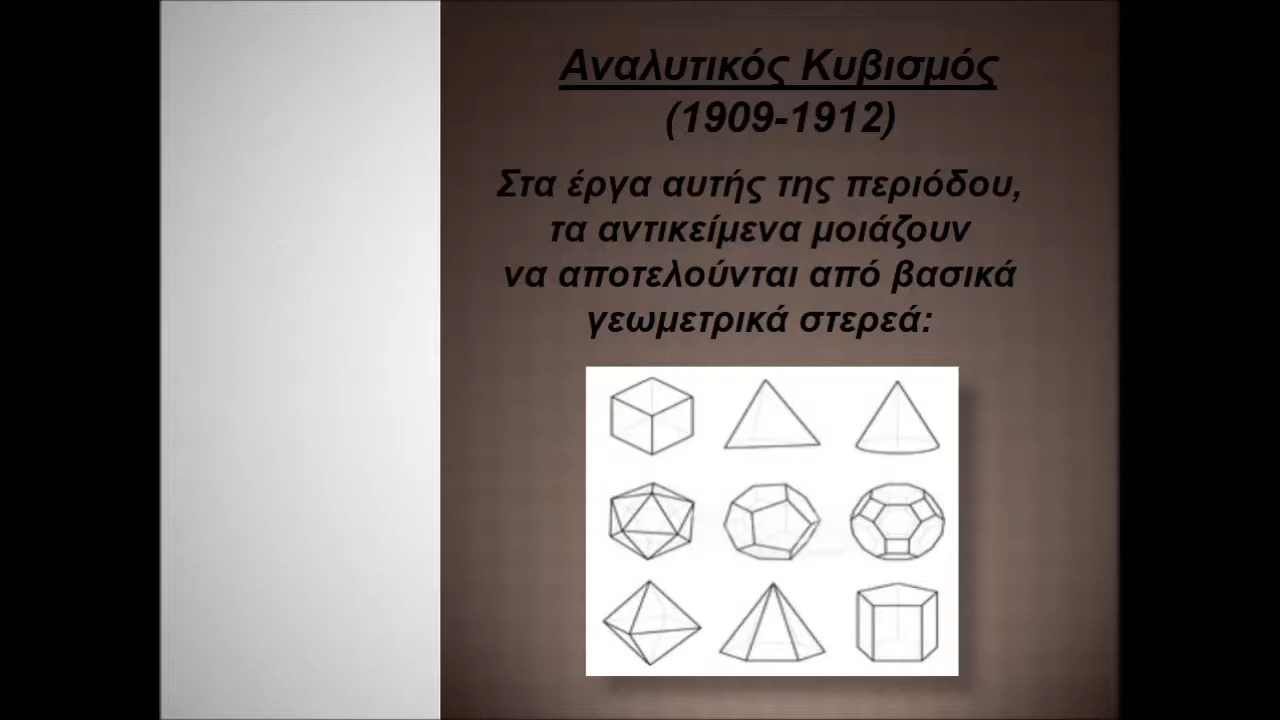 Αναλυτικός Κυβισμός
(1909-1912)
Στα έργα αυτής της περιόδου,
τα αντικείμενα μοιάζουν
να αποτελούνται από βασικά
γεωμετρικά στερεά: